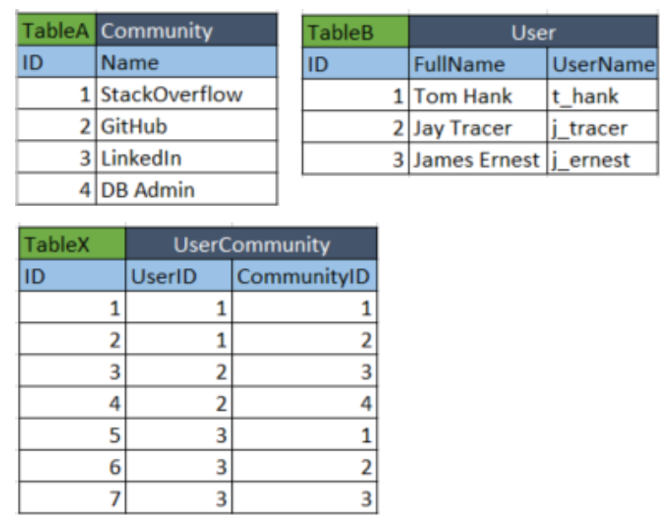 TableA Community
ID Name
1 StackOverflow
2 GitHub
3 LinkedIn
4 DB Admin
TableB User
ID FullName UserName
1 Tom Hank t_hank
2 Jay Tracer j_tracer
3 James Ernest j_ernest
TableX UserCommunity
ID UserID CommunityID
1 1 1
2 1 2
3 2 3
4 2 4
5 3 1
6 3 2
7 3 3